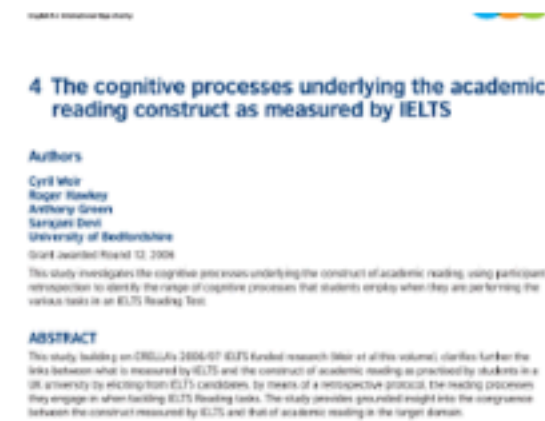 4 The cognitive processes underlying the academic
reading construct as measured by IELTS
Authors
Cyril Weir
Roger Hawkey
Anthony Green
Sarojani Devi
University of Bedfordshire
Grant awarded Round 12, 2006
This study investigates the cognitive processes underlying the construct of academic reading, using participant
retrospection to identify the range of cognitive processes that students employ when they are performing the
various tasks in an IELTS Reading Test
ABSTRACT
This study, building on CRELLA's 2006/07 IELTS funded research (Weir et al this volume), clarifies further the
links between what is measured by IELTS and the construct of academic reading as practised by students in a
UK university by eliciting from IELTS candidates, by means of a retrospective protocol, the reading processes
they engage in when tackling IELTS Reading tasks. The study provides grounded insight into the congruence
between the construct measured by IELTS and that of academic reading in the target domain.